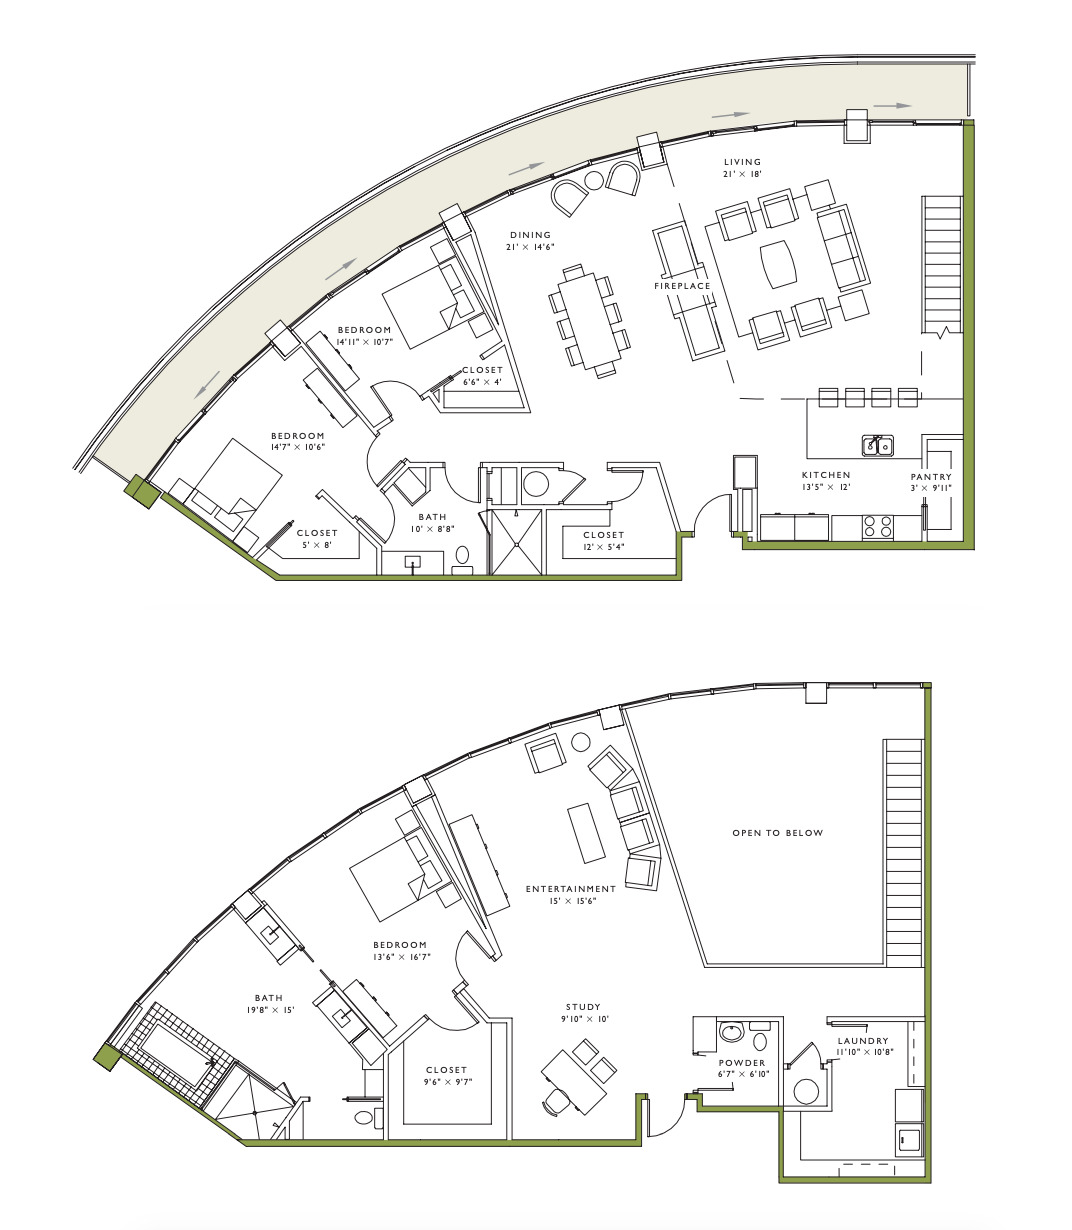 LIVING
21' × 18'
DINING
21' × 14'6"
FIREPLACE
BEDROOM
14'11" × 10'7"
CLOSET
6'6" × 4'
BEDROOM
14'7" × 10'6"
KITCHEN
13'5" × 12'
PANTRY
3' × 9'11"
BATH
10' × 8'8"
CLOSET
5' × 8'
CLOSET
12' × 5'4"
OPEN TO BELOW
ENTERTAINMENT
15' × 15'6"
BEDROOM
13'6" × 16'7"
BATH
19'8" × 15'
STUDY
9'10" × 10'
LAUNDRY
11'10" × 10'8"
POWDER
6'7" × 6'10"
CLOSET
9'6" × 9'7"